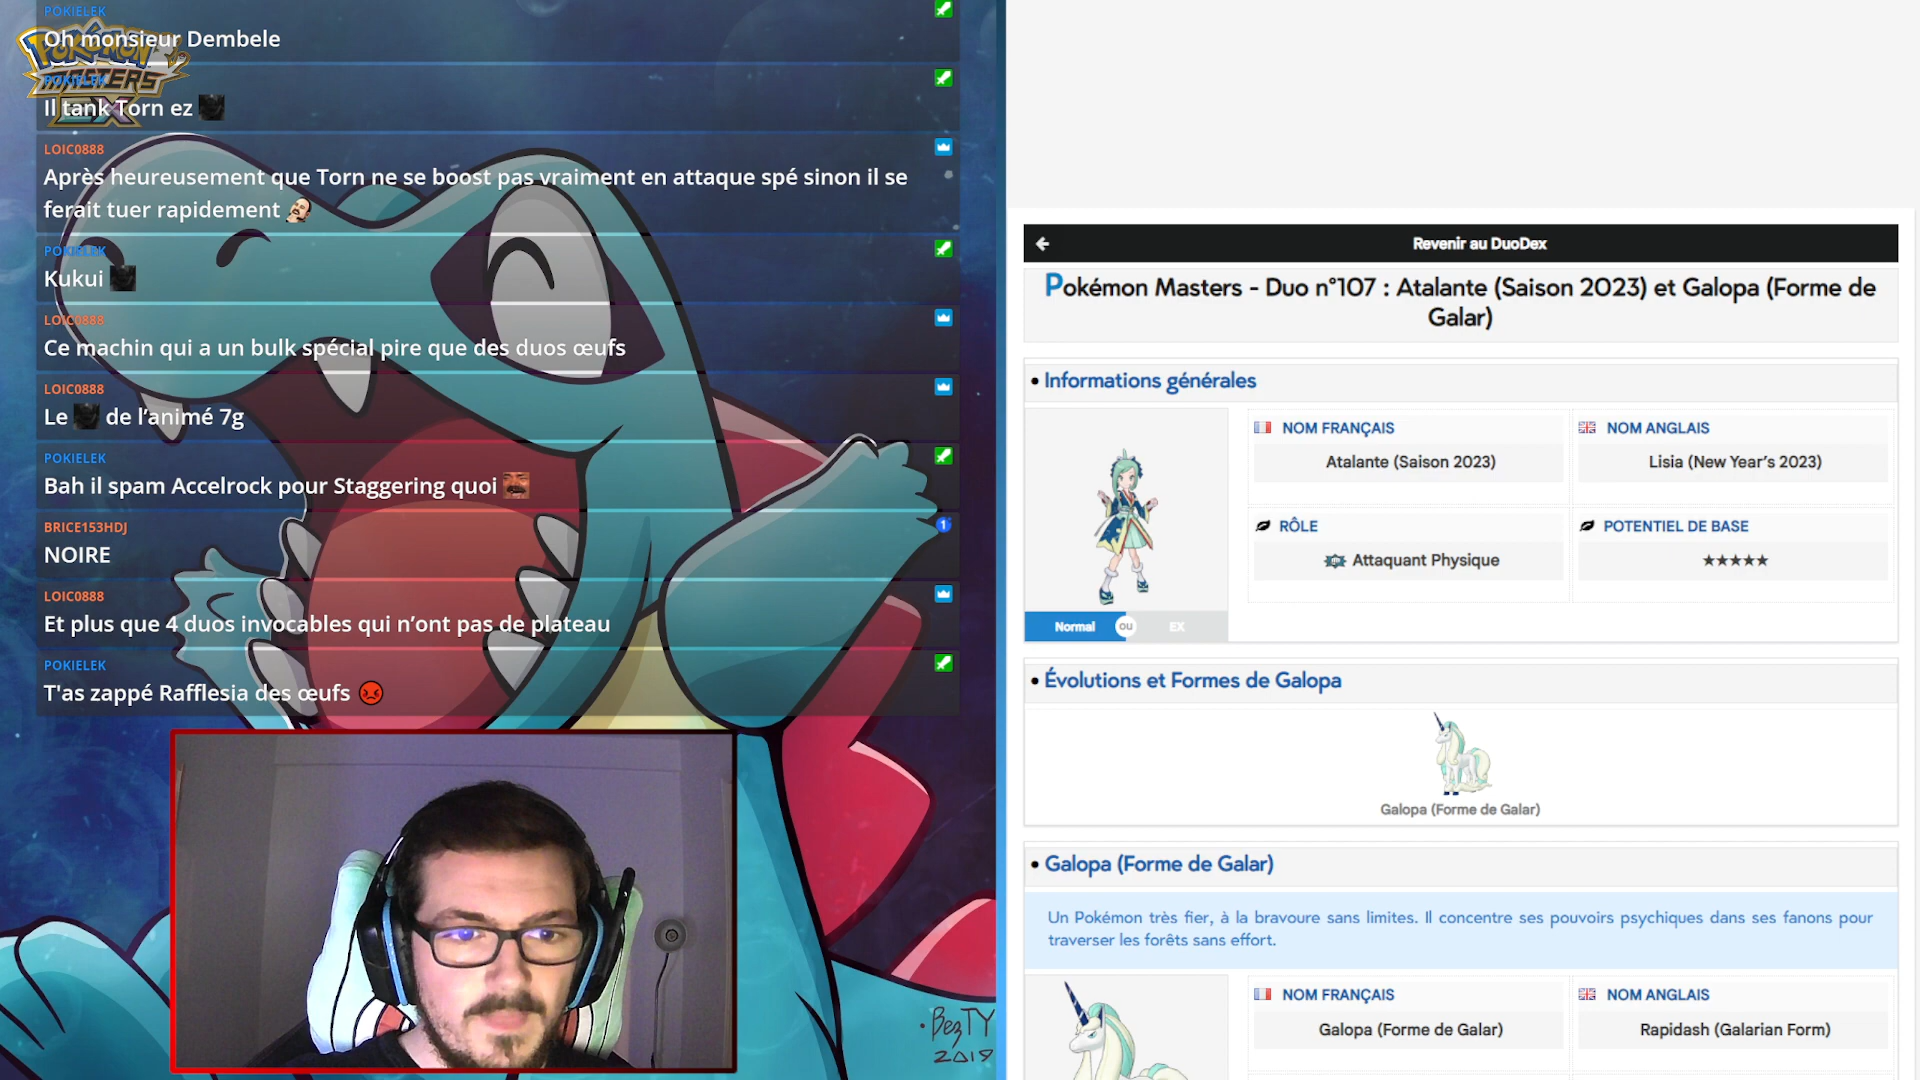 POKIELEK
Oh monsieur Dembele
POKÉMON
MASTERS
EX
POKIELEK
Il tank Torn ez
LOIC0888
Après heureusement que Torn ne se boost pas vraiment en attaque spé sinon il se
ferait tuer rapidement
POKIELEK
Kukui
LOIC0888
Ce machin qui a un bulk spécial pire que des duos œufs
LOIC0888
Le de l’animé 7g
POKIELEK
Bah il spam Accelrock pour Staggering quoi
BRICE153HDJ
1
NOIRE
LOIC0888
Et plus que 4 duos invocables qui n’ont pas de plateau
POKIELEK
T'as zappé Rafflesia des œufs
BezTY
2019
Revenir au DuoDex
Pokémon Masters - Duo n°107 : Atalante (Saison 2023) et Galopa (Forme de
Galar)
• Informations générales
NOM FRANÇAIS
Atalante (Saison 2023)
NOM ANGLAIS
Lisia (New Year’s 2023)
RÔLE
Attaquant Physique
POTENTIEL DE BASE
★★★★★
Normal ou EX
• Évolutions et Formes de Galopa
Galopa (Forme de Galar)
• Galopa (Forme de Galar)
Un Pokémon très fier, à la bravoure sans limites. Il concentre ses pouvoirs psychiques dans ses fanons pour
traverser les forêts sans effort.
NOM FRANÇAIS
Galopa (Forme de Galar)
NOM ANGLAIS
Rapidash (Galarian Form)